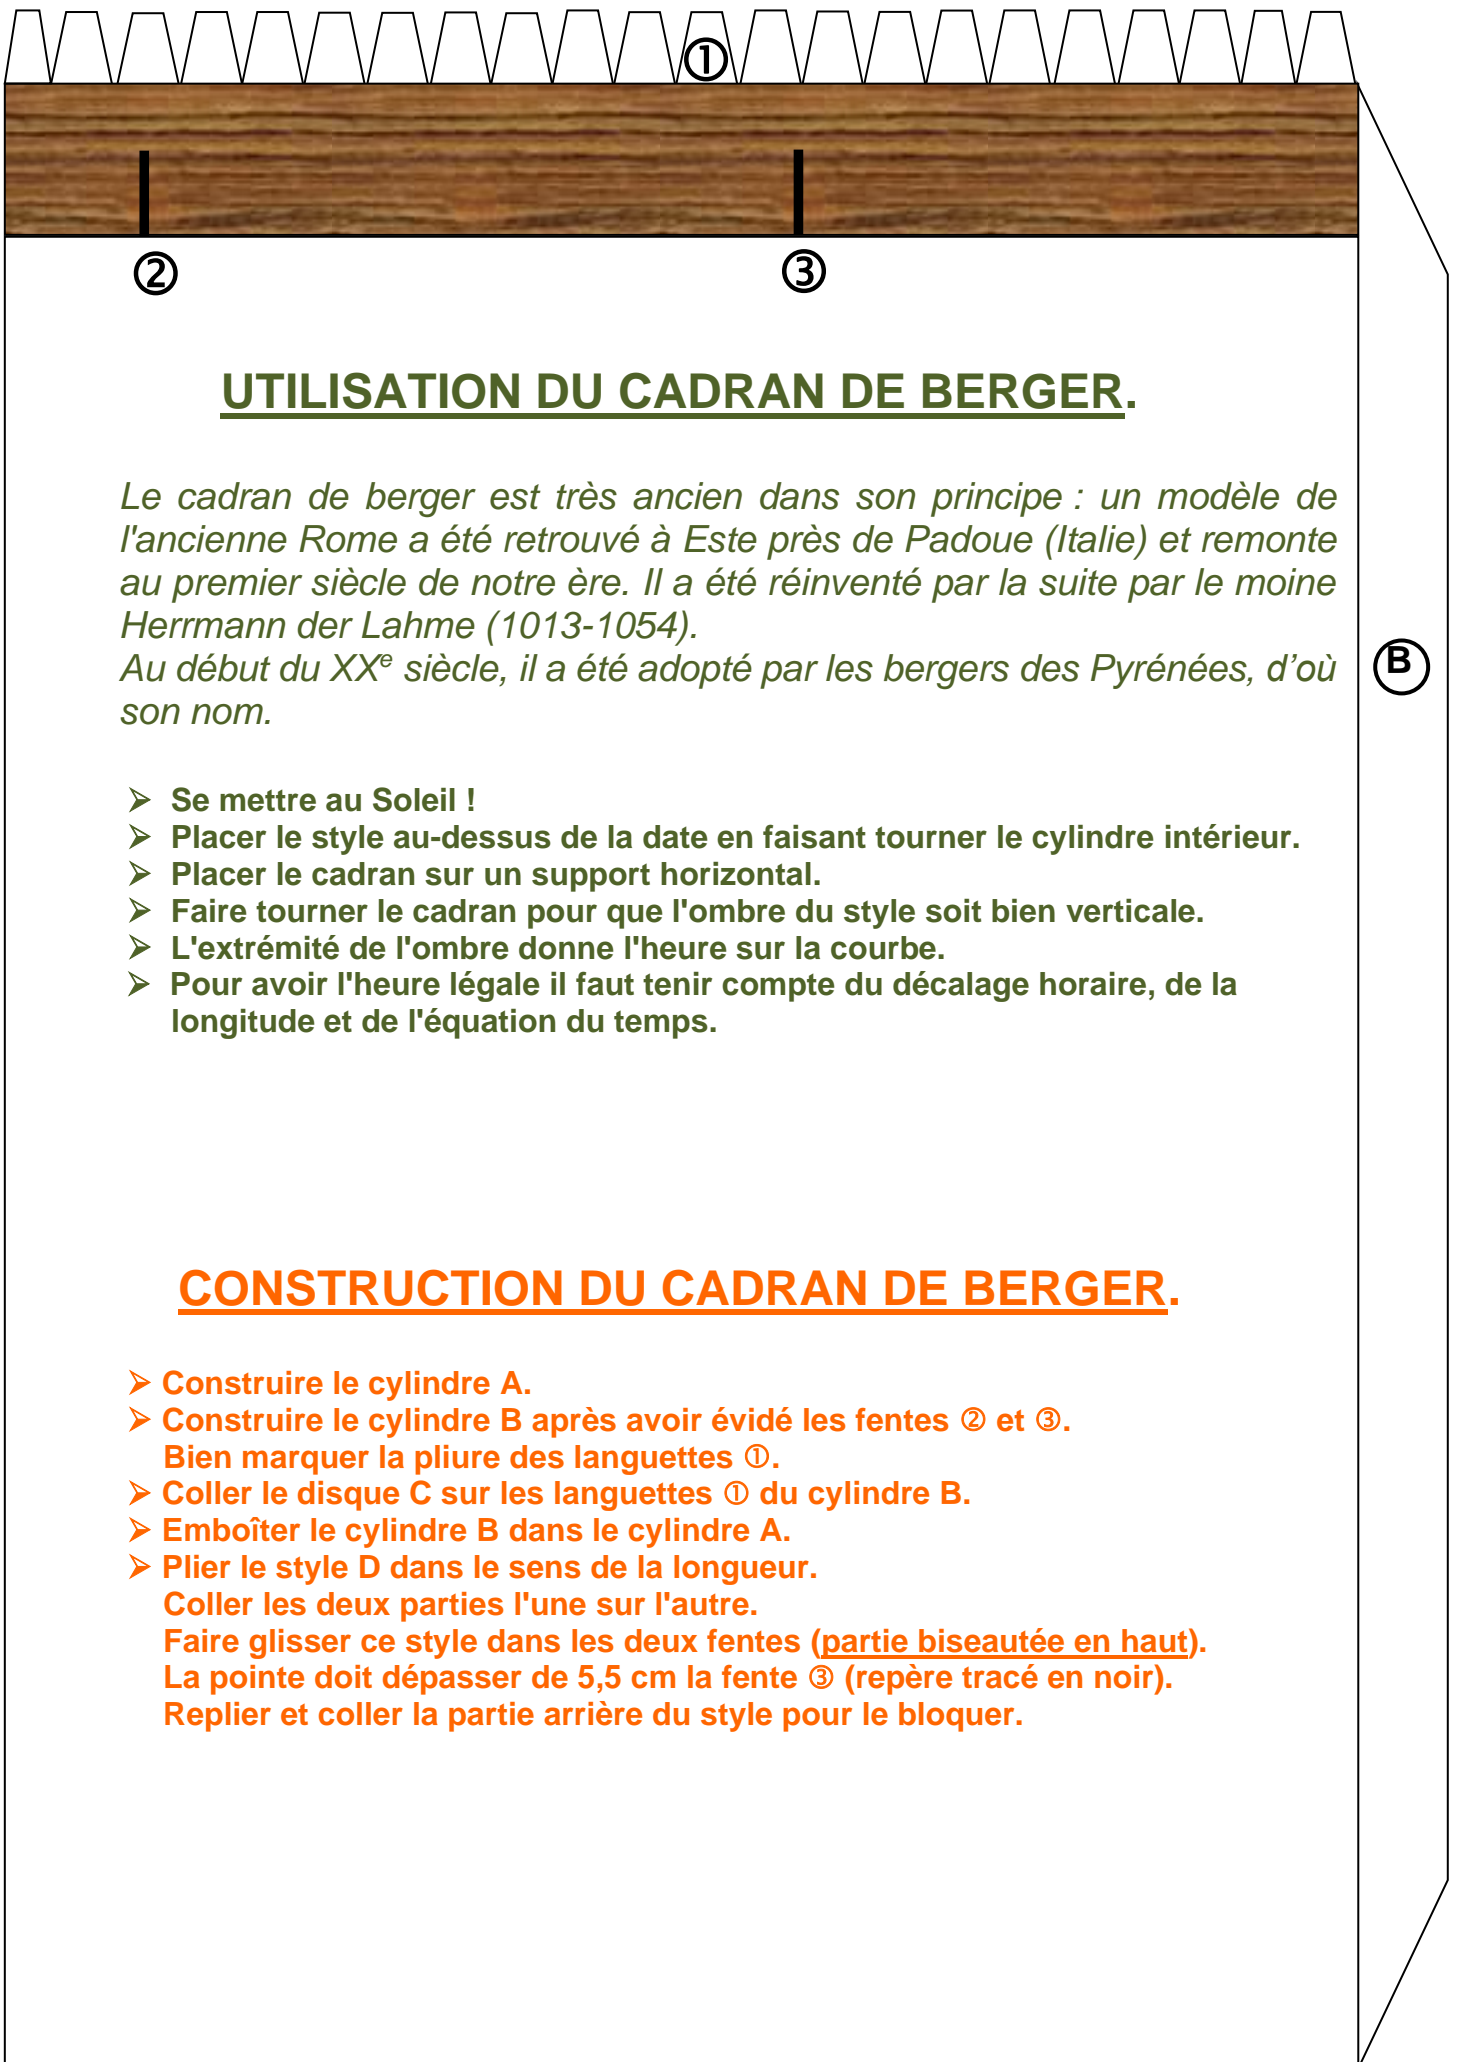 ①
② ③
UTILISATION DU CADRAN DE BERGER.
Le cadran de berger est très ancien dans son principe : un modèle de
l'ancienne Rome a été retrouvé à Este près de Padoue (Italie) et remonte
au premier siècle de notre ère. Il a été réinventé par la suite par le moine
Herrmann der Lahme (1013-1054).
Au début du XXe siècle, il a été adopté par les bergers des Pyrénées, d’où
son nom.
B
➢ Se mettre au Soleil !
➢ Placer le style au-dessus de la date en faisant tourner le cylindre intérieur.
➢ Placer le cadran sur un support horizontal.
➢ Faire tourner le cadran pour que l'ombre du style soit bien verticale.
➢ L'extrémité de l'ombre donne l'heure sur la courbe.
➢ Pour avoir l'heure légale il faut tenir compte du décalage horaire, de la
longitude et de l'équation du temps.
CONSTRUCTION DU CADRAN DE BERGER.
➢ Construire le cylindre A.
➢ Construire le cylindre B après avoir évidé les fentes ② et ③.
Bien marquer la pliure des languettes ①.
➢ Coller le disque C sur les languettes ① du cylindre B.
➢ Emboîter le cylindre B dans le cylindre A.
➢ Plier le style D dans le sens de la longueur.
Coller les deux parties l'une sur l'autre.
Faire glisser ce style dans les deux fentes (partie biseautée en haut).
La pointe doit dépasser de 5,5 cm la fente ③ (repère tracé en noir).
Replier et coller la partie arrière du style pour le bloquer.